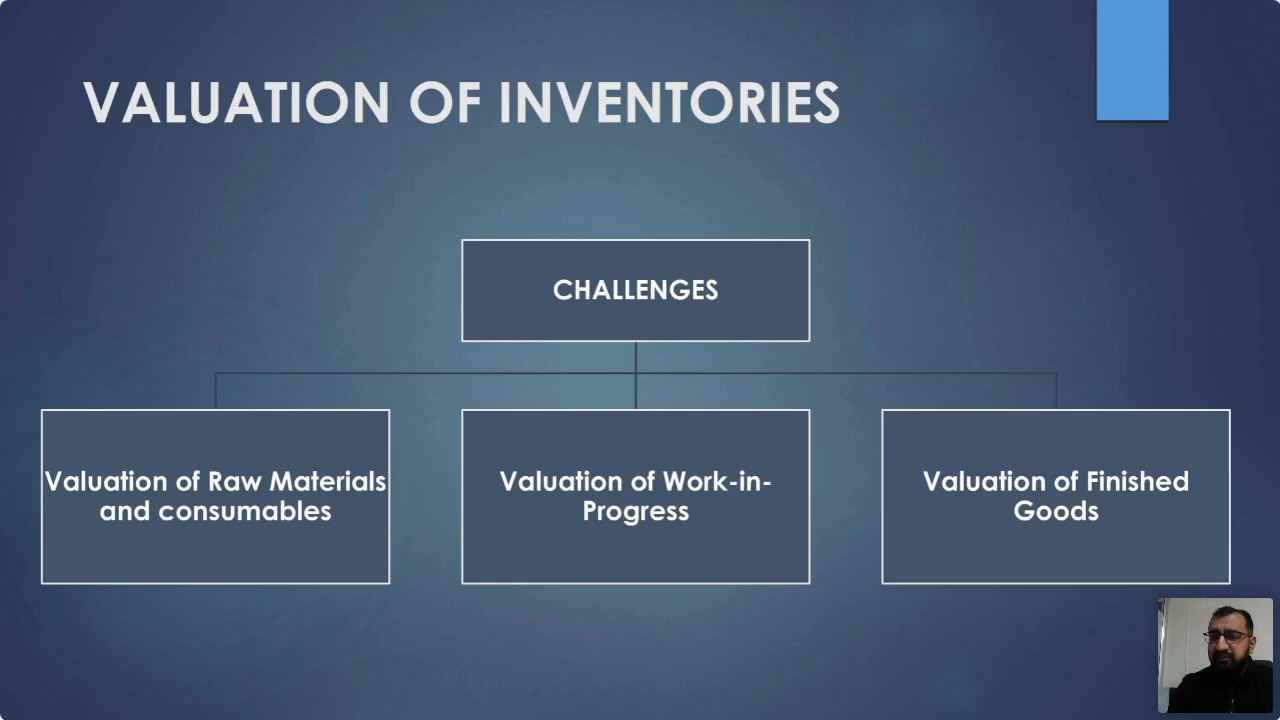 VALUATION OF INVENTORIES
CHALLENGES
Valuation of Raw Materials
and consumables
Valuation of Work-in-
Progress
Valuation of Finished
Goods